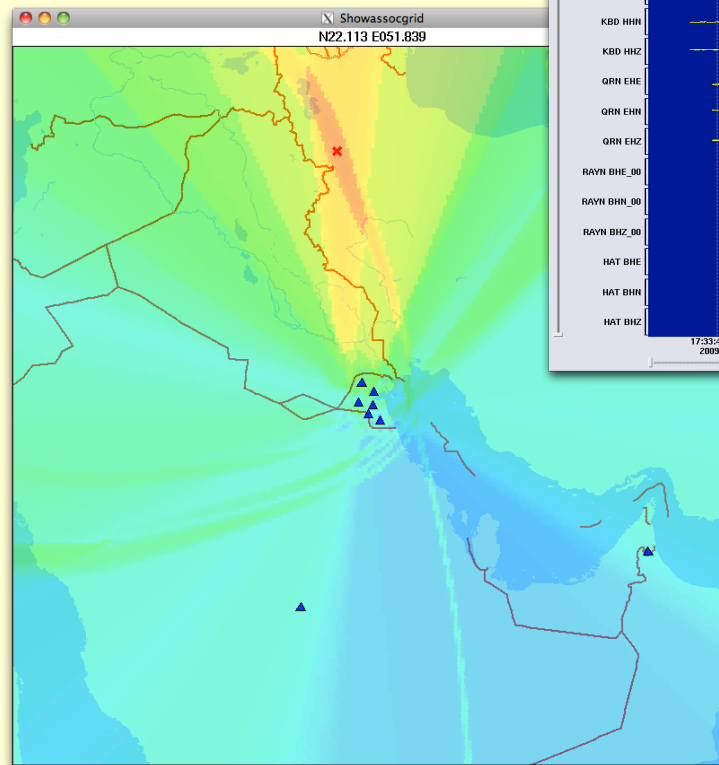 Showassocgrid
N22.113 E051.839
KBD HHN
KBD HHZ
QRN EHE
QRN EHN
QRN EHZ
RAYN BHE_00
RAYN BHN_00
RAYN BHZ_00
HAT BHE
HAT BHN
HAT BHZ
17:33:4
2009